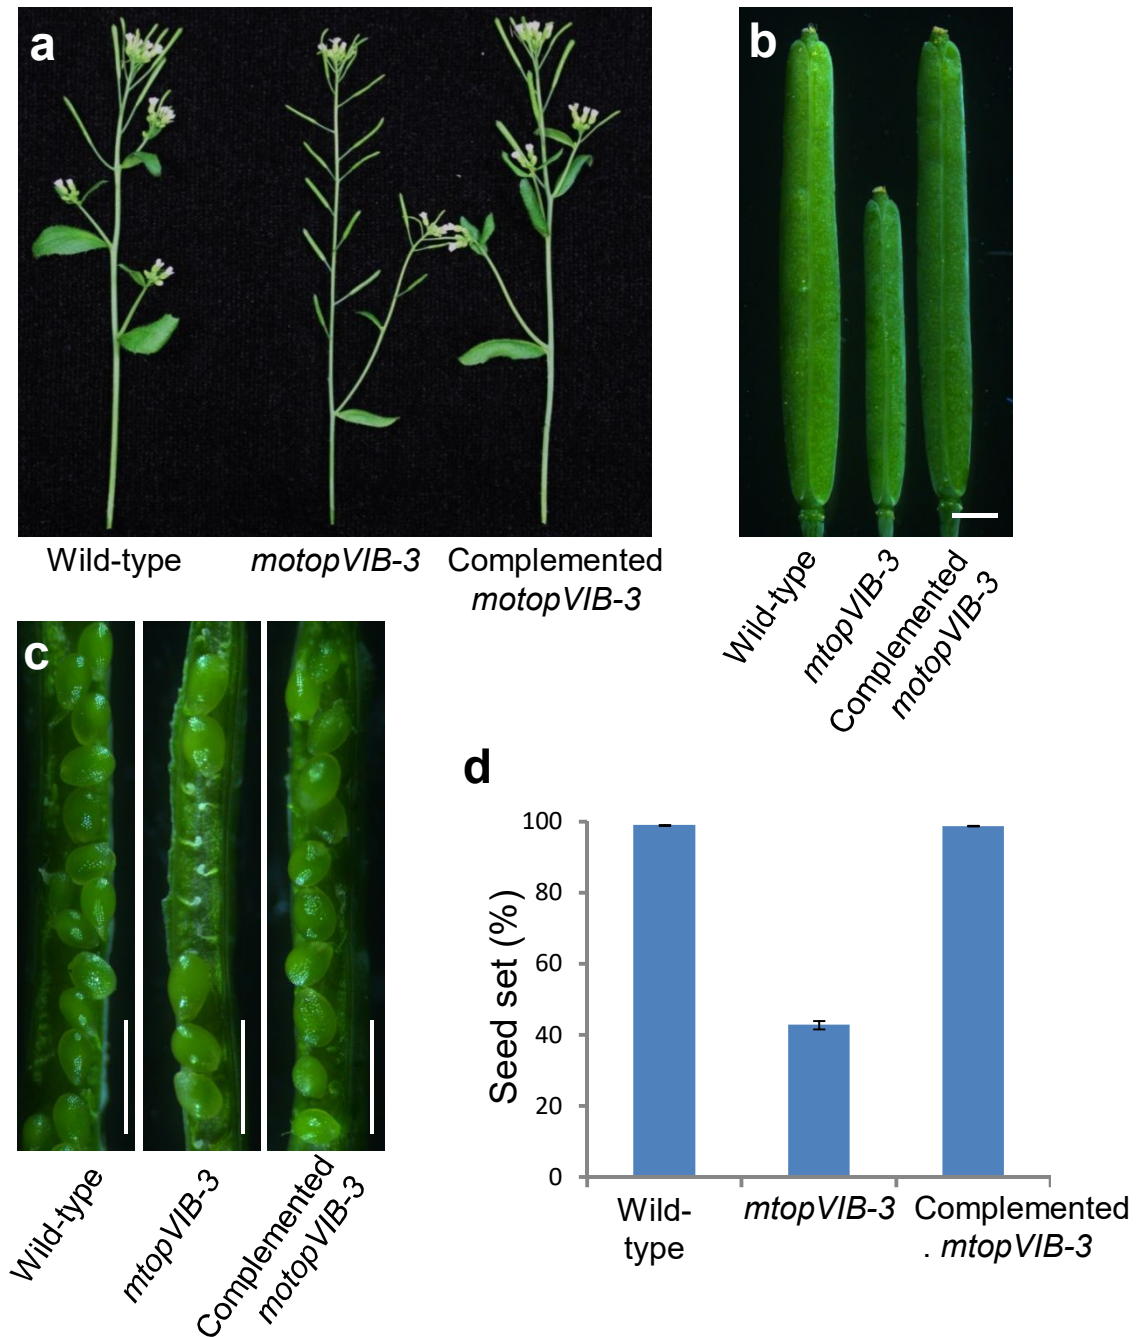 a
Wild-type
motopVIB-3
Complemented
motopVIB-3
b
Wild-type
mtopVIB-3
Complemented
motopVIB-3
c
Wild-type
mtopVIB-3
Complemented
motopVIB-3
d
Seed set (%)
100
80
60
40
20
0
Wild-
type
mtopVIB-3
Complemented
. mtopVIB-3